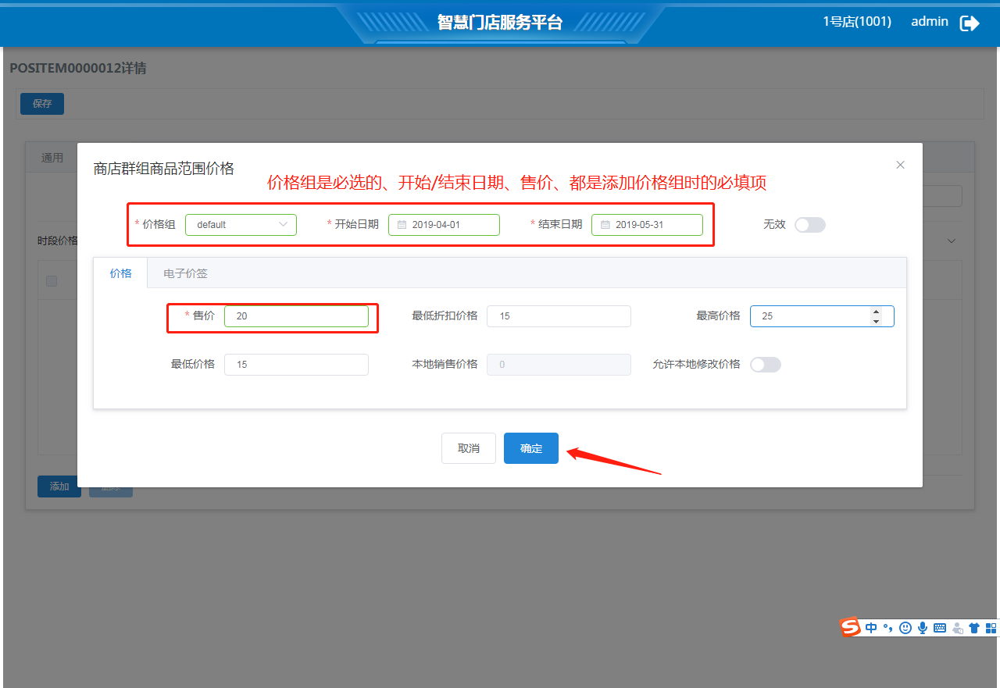 智慧门店服务平台
1号店(1001) admin
POSITEM0000012详情
保存
通用
商店群组商品范围价格
价格组是必选的、开始/结束日期、售价、都是添加价格组时的必填项
* 价格组 default * 开始日期 2019-04-01 * 结束日期 2019-05-31 无效
时段价格
价格 电子价签
* 售价 20 最低折扣价格 15 最高价格 25
最低价格 15 本地销售价格 0 允许本地修改价格
取消 确定
添加
S 中